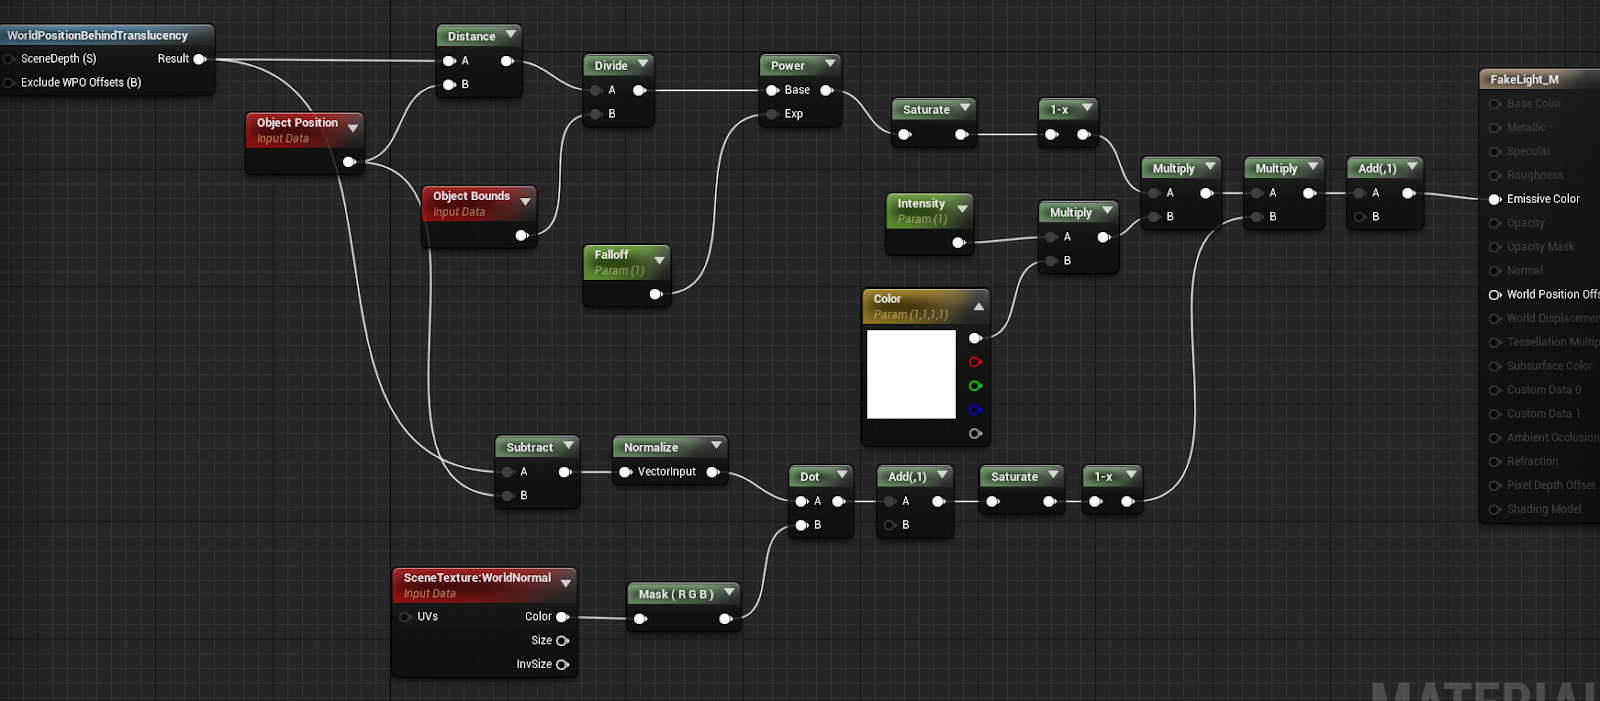 WorldPositionBehindTranslucency
SceneDepth (S)
Result
Exclude WPO Offsets (B)
Object Position
Input Data
Distance
A
B
Object Bounds
Input Data
Divide
A
B
Falloff
Param (1)
Power
Base
Exp
Saturate
1-x
Intensity
Param (1)
Color
Param (1,1,1,1)
Multiply
A
B
Multiply
A
B
Multiply
A
B
Add(,1)
A
B
Subtract
A
B
Normalize
VectorInput
SceneTexture:WorldNormal
Input Data
UVs
Color
Size
InvSize
Mask ( R G B )
Dot
A
B
Add(,1)
A
B
Saturate
1-x
FakeLight_M
Base Color
Metallic
Specular
Roughness
Emissive Color
Opacity
Opacity Mask
Normal
World Position Offs
World Displacemen
Tessellation Multip
Subsurface Color
Custom Data 0
Custom Data 1
Ambient Occlusion
Refraction
Pixel Depth Offset
Shading Model
MATERIAL